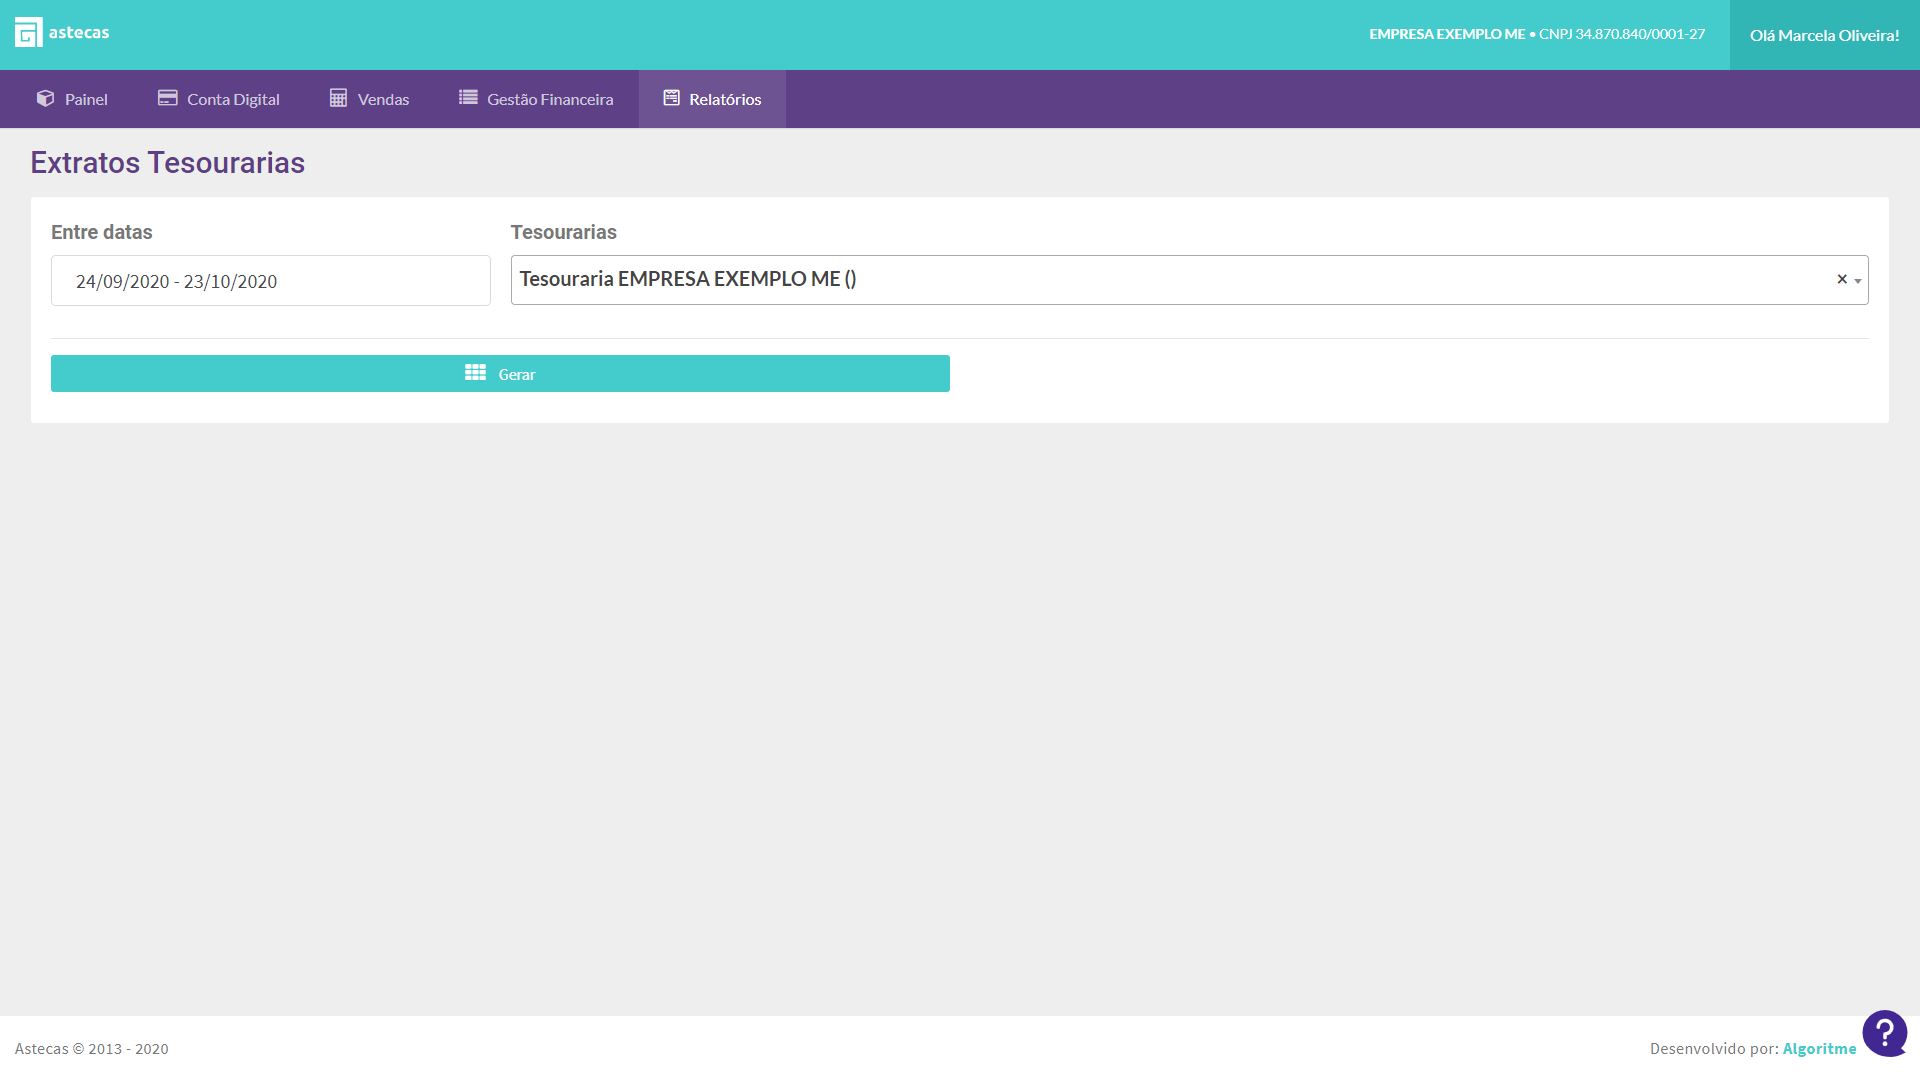 astecas
EMPRESA EXEMPLO ME • CNPJ 34.870.840/0001-27
Olá Marcela Oliveira!
Painel
Conta Digital
Vendas
Gestão Financeira
Relatórios
Extratos Tesourarias
Entre datas
Tesourarias
24/09/2020 - 23/10/2020
Tesouraria EMPRESA EXEMPLO ME ()
×
Gerar
Astecas © 2013 - 2020
Desenvolvido por: Algoritme
?